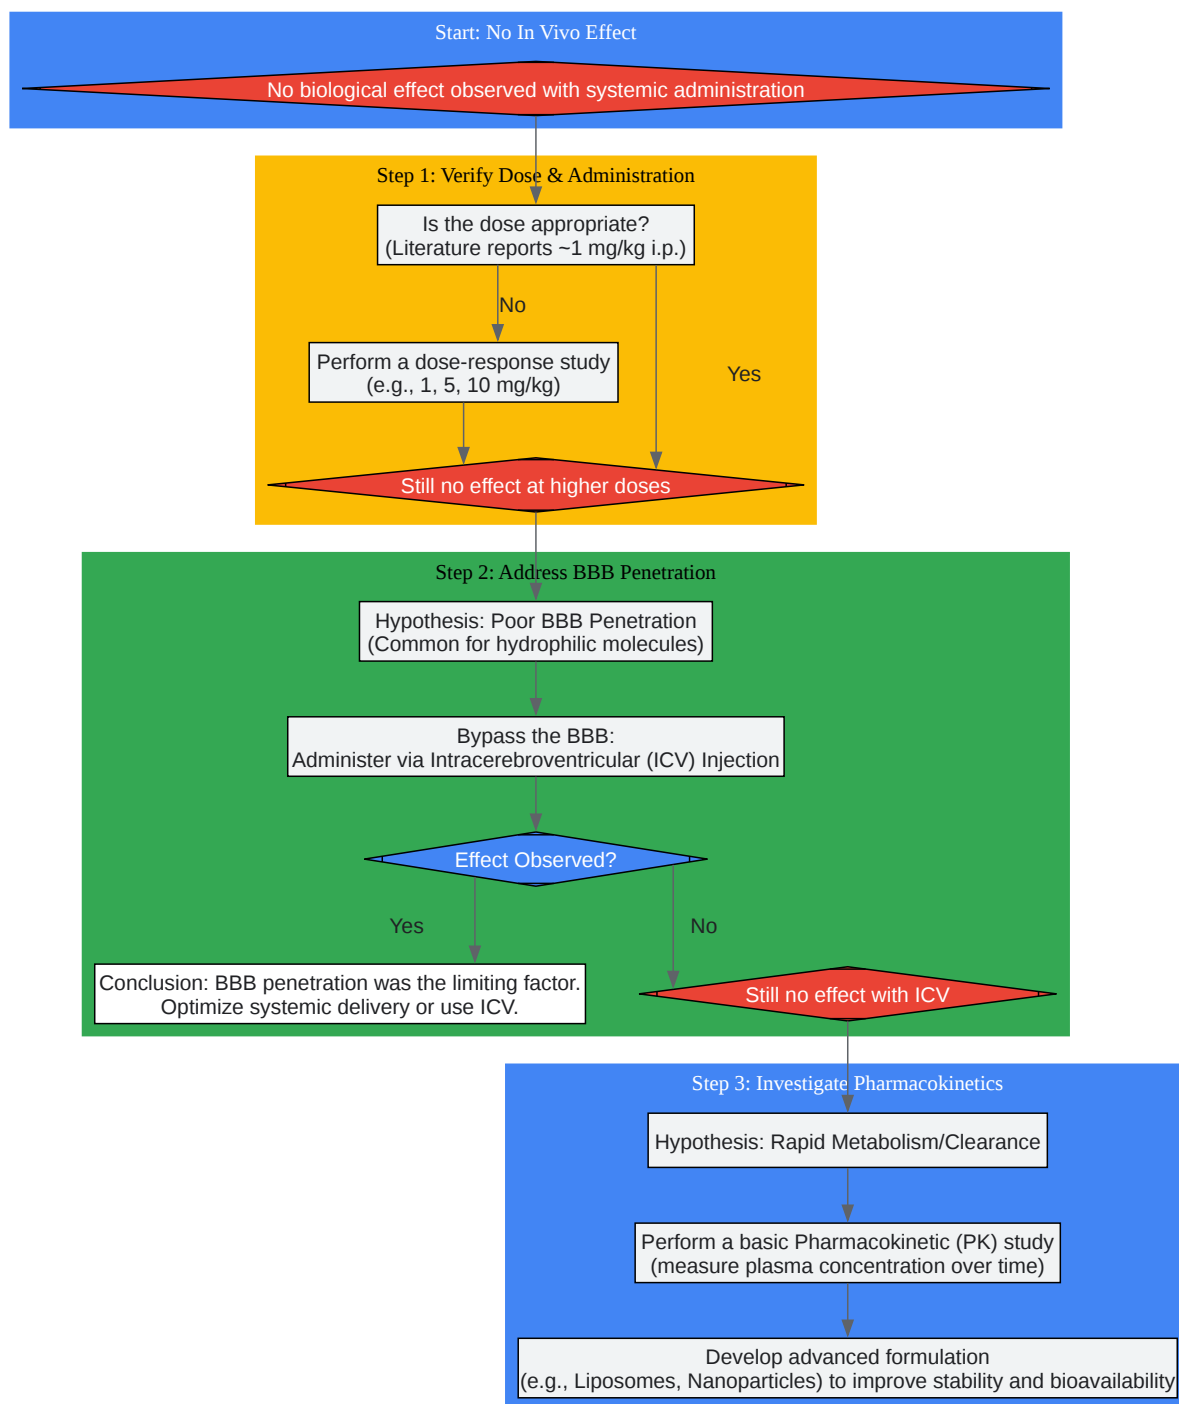 Start: No In Vivo Effect
No biological effect observed with systemic administration
Step 1: Verify Dose & Administration
Is the dose appropriate?
(Literature reports ~1 mg/kg i.p.)
No
Perform a dose-response study
(e.g., 1, 5, 10 mg/kg)
Yes
Still no effect at higher doses
Step 2: Address BBB Penetration
Hypothesis: Poor BBB Penetration
(Common for hydrophilic molecules)
Bypass the BBB:
Administer via Intracerebroventricular (ICV) Injection
Effect Observed?
Yes
No
Conclusion: BBB penetration was the limiting factor.
Optimize systemic delivery or use ICV.
Still no effect with ICV
Step 3: Investigate Pharmacokinetics
Hypothesis: Rapid Metabolism/Clearance
Perform a basic Pharmacokinetic (PK) study
(measure plasma concentration over time)
Develop advanced formulation
(e.g., Liposomes, Nanoparticles) to improve stability and bioavailability